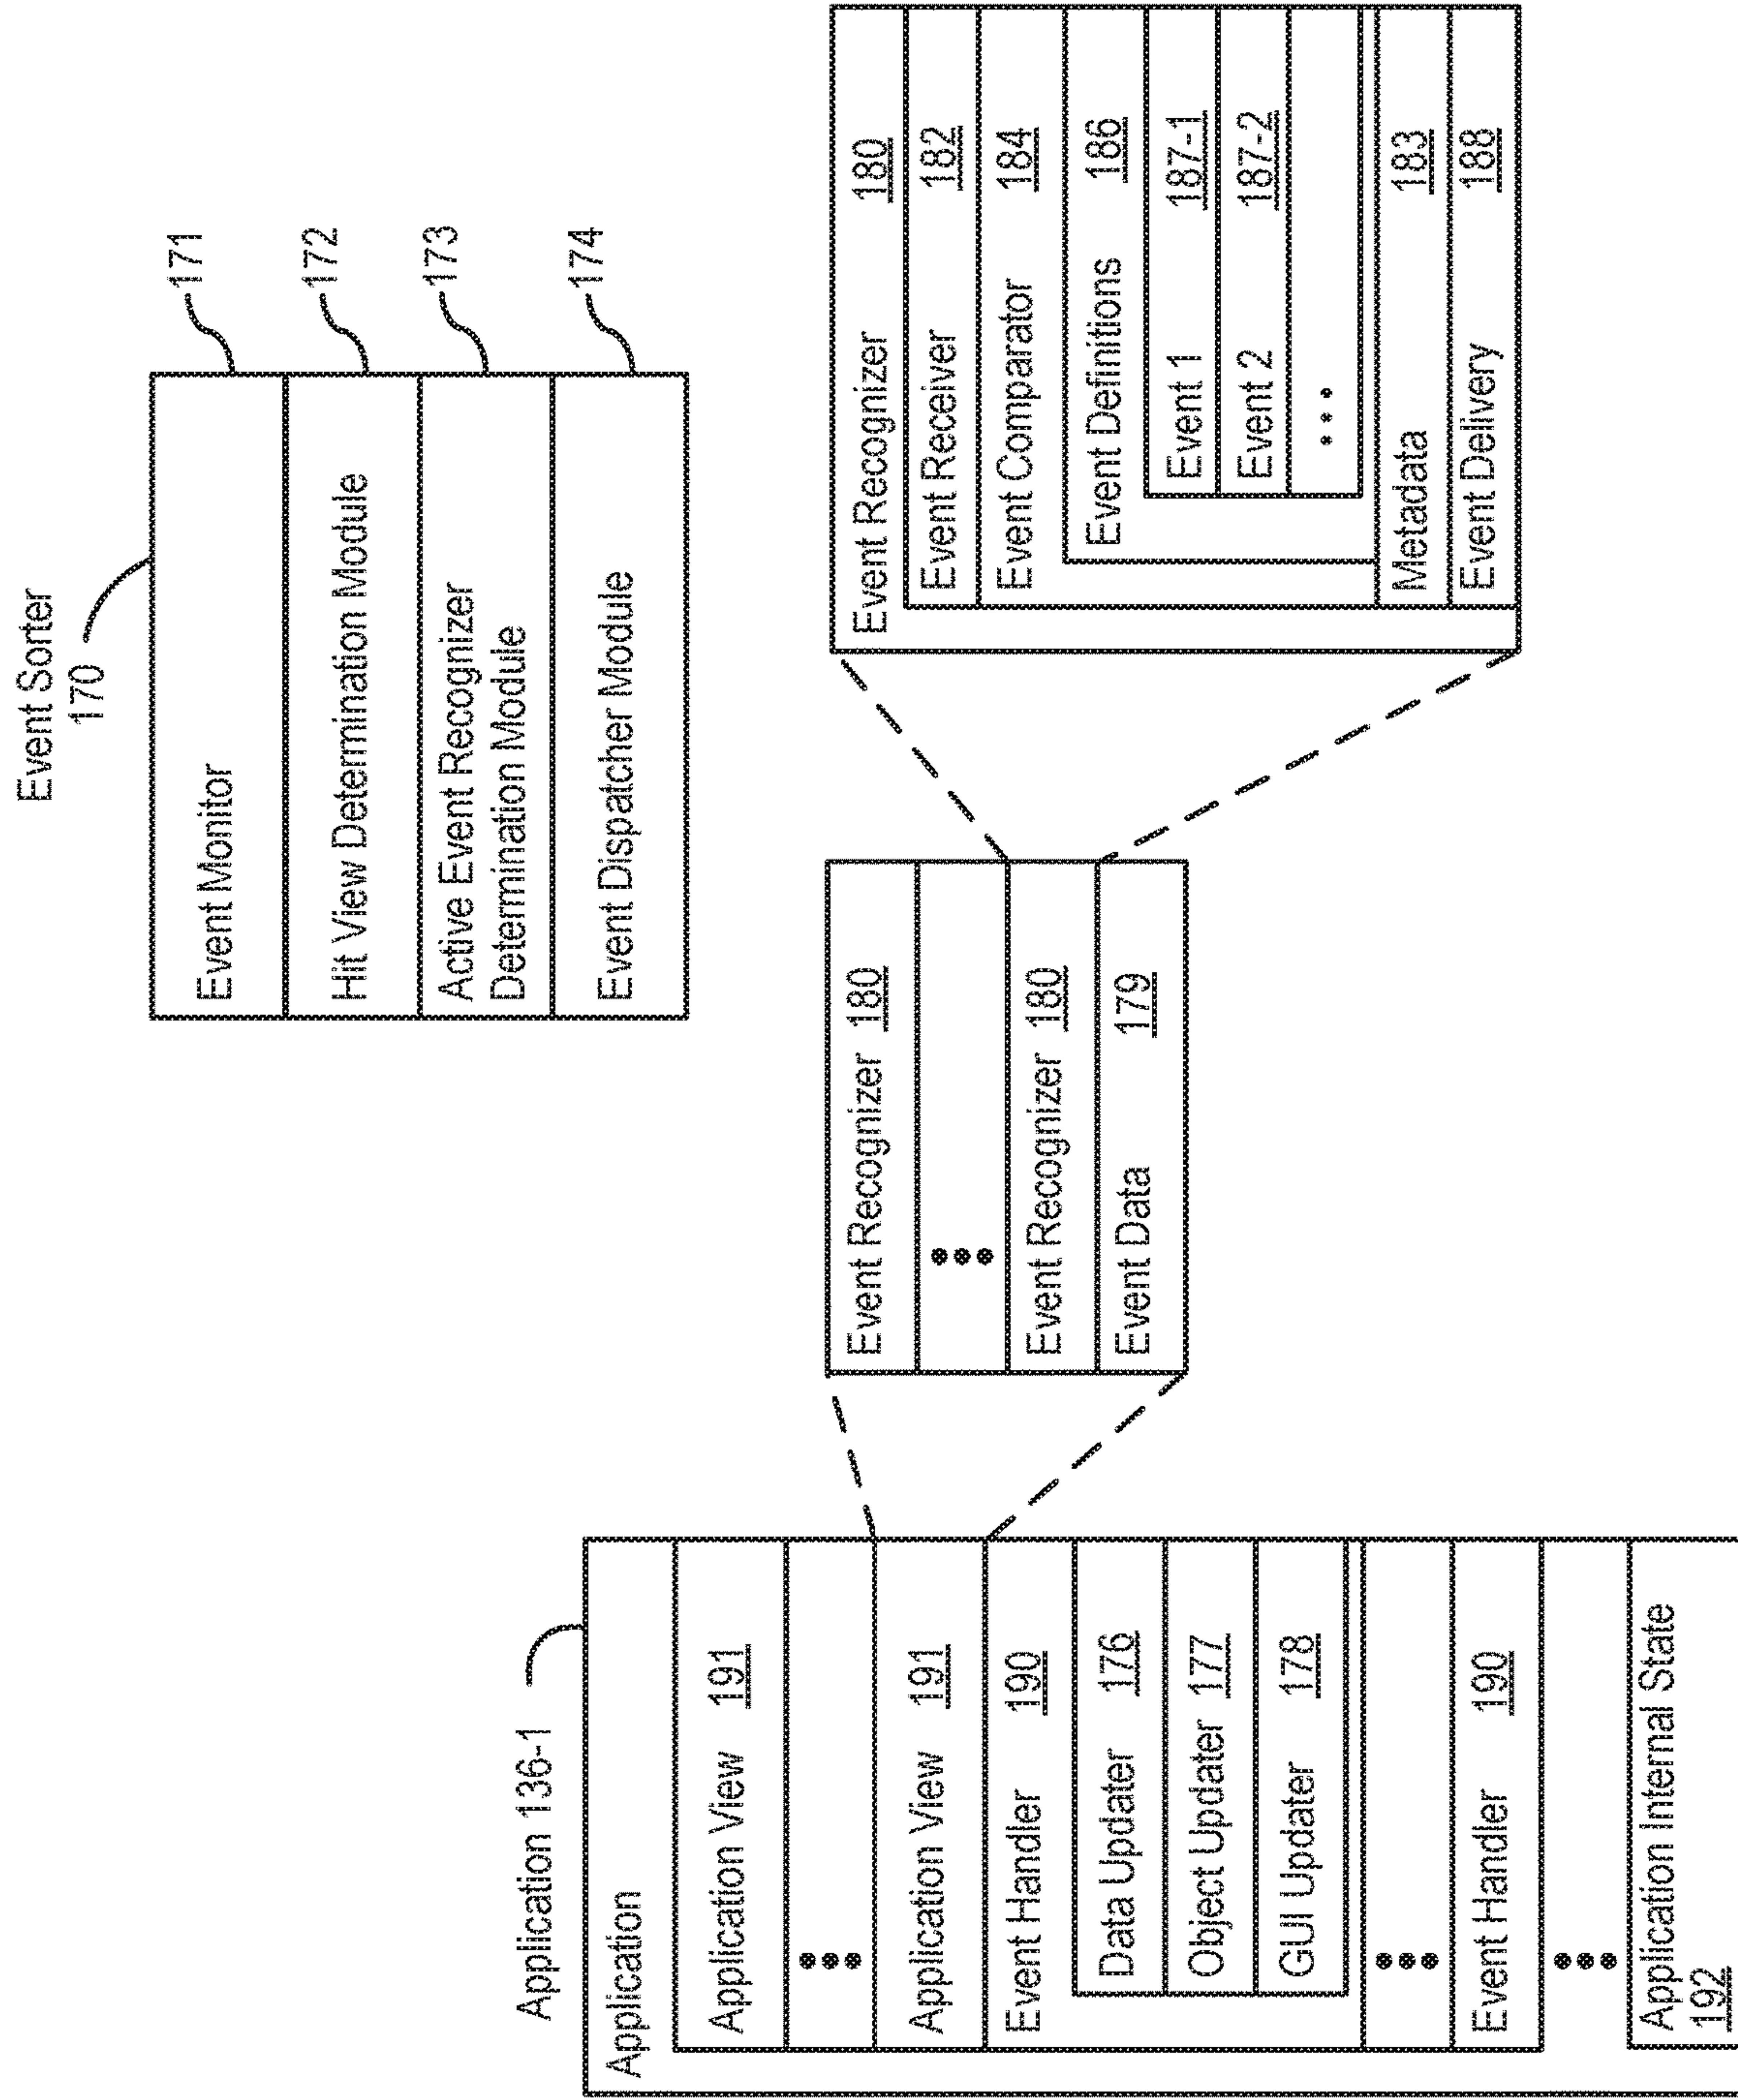 Event Sorter
170
Event Monitor
171
Hit View Determination Module
172
Active Event Recognizer
Determination Module
173
Event Dispatcher Module
174
Application 136-1
Application
Application View 191
•••
Application View 191
Event Handler 190
Data Updater 176
Object Updater 177
GUI Updater 178
•••
Event Handler 190
•••
Application Internal State
192
Event Recognizer 180
•••
Event Recognizer 180
Event Data 179
Event Recognizer 180
Event Receiver 182
Event Comparator 184
Event Definitions 186
Event 1 187-1
Event 2 187-2
•••
Metadata 183
Event Delivery 188